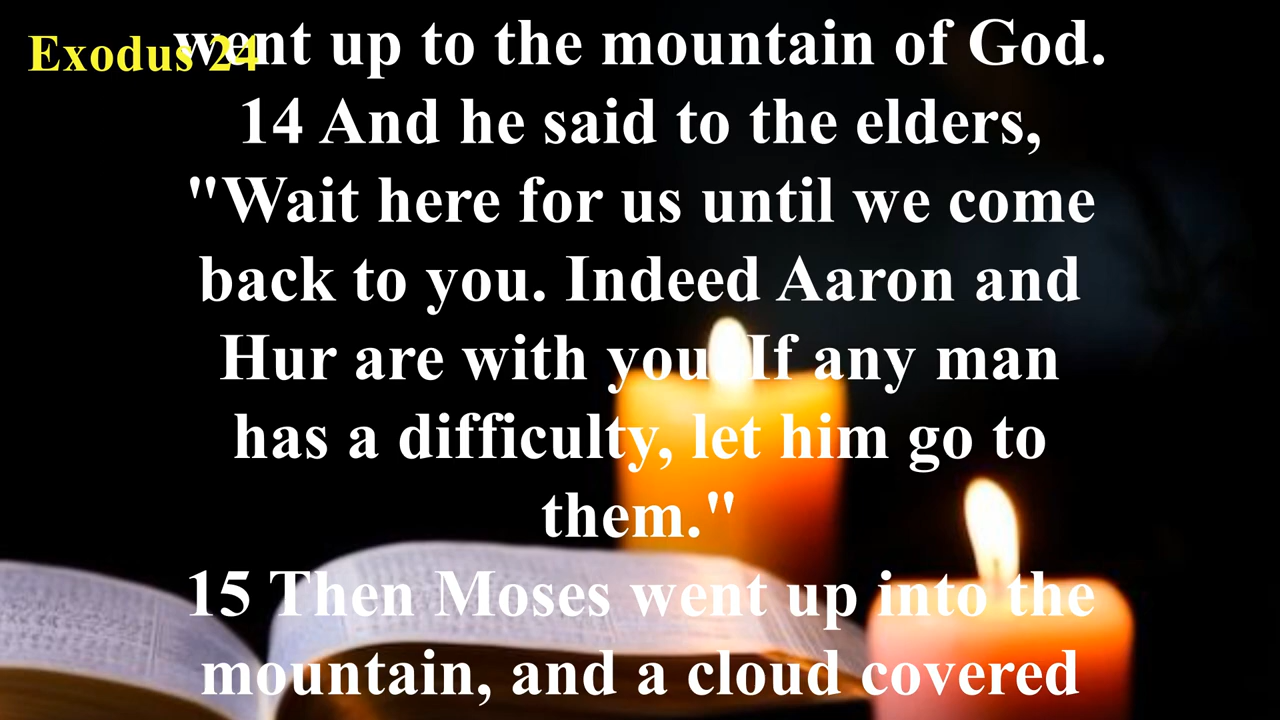 Exodus 24
went up to the mountain of God.
14 And he said to the elders,
"Wait here for us until we come
back to you. Indeed Aaron and
Hur are with you. If any man
has a difficulty, let him go to
them."
15 Then Moses went up into the
mountain, and a cloud covered